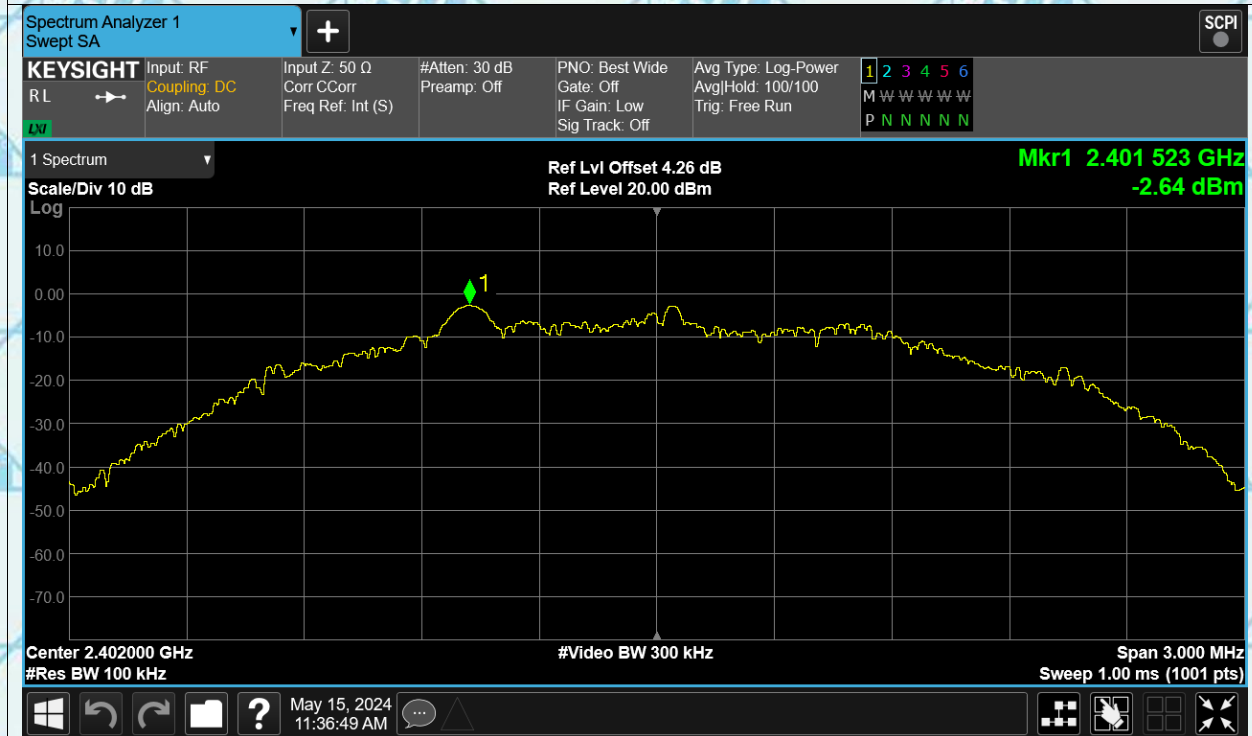 Spectrum Analyzer 1
Swept SA
SCPI
KEYSIGHT
RL
LXI
Input: RF
Coupling: DC
Align: Auto
Input Z: 50 Ω
Corr CCorr
Freq Ref: Int (S)
#Atten: 30 dB
Preamp: Off
PNO: Best Wide
Gate: Off
IF Gain: Low
Sig Track: Off
Avg Type: Log-Power
Avg|Hold: 100/100
Trig: Free Run
1 2 3 4 5 6
M W W W W W
P N N N N N
1 Spectrum
Scale/Div 10 dB
Log
Ref Lvl Offset 4.26 dB
Ref Level 20.00 dBm
Mkr1 2.401 523 GHz
-2.64 dBm
1
10.0
0.00
-10.0
-20.0
-30.0
-40.0
-50.0
-60.0
-70.0
Center 2.402000 GHz
#Res BW 100 kHz
#Video BW 300 kHz
Span 3.000 MHz
Sweep 1.00 ms (1001 pts)
?
May 15, 2024
11:36:49 AM